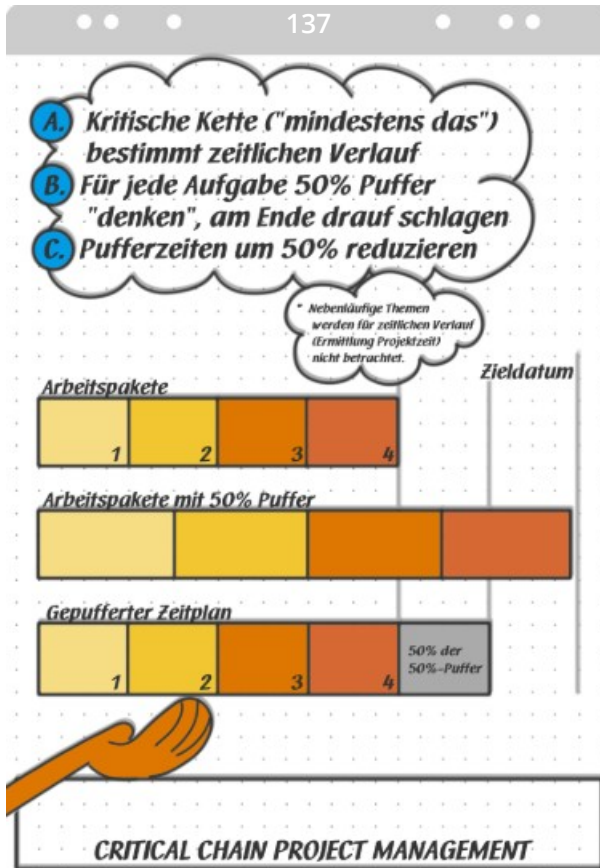 137
A. Kritische Kette ("mindestens das")
bestimmt zeitlichen Verlauf
B. Für jede Aufgabe 50% Puffer
"denken", am Ende drauf schlagen
C. Pufferzeiten um 50% reduzieren
* Nebenläufige Themen
werden für zeitlichen Verlauf
(Ermittlung Projektzeit)
nicht betrachtet.
Zieldatum
Arbeitspakete
1 2 3 4
Arbeitspakete mit 50% Puffer
Gepufferter Zeitplan
50% der
50%-Puffer
1 2 3 4
CRITICAL CHAIN PROJECT MANAGEMENT